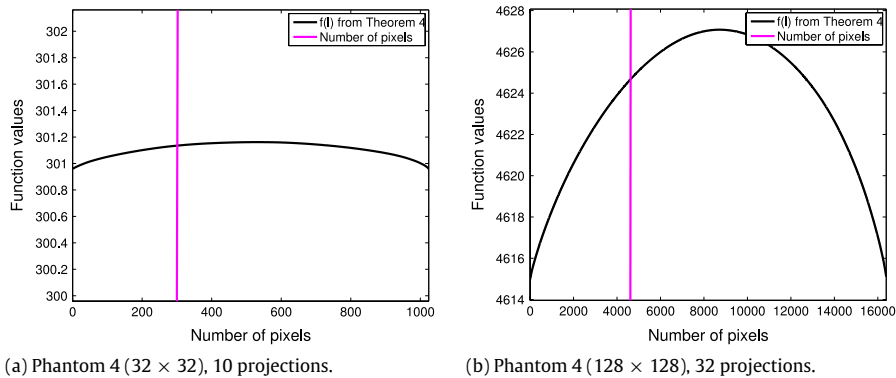 302
301.8
301.6
301.4
301.2
301
300.8
300.6
300.4
300.2
300
Function values
0 200 400 600 800 1000
Number of pixels
f(l) from Theorem 4
Number of pixels
(a) Phantom 4 (32 × 32), 10 projections.
4628
4626
4624
4622
4620
4618
4616
4614
Function values
0 2000 4000 6000 8000 10000 12000 14000 16000
Number of pixels
f(l) from Theorem 4
Number of pixels
(b) Phantom 4 (128 × 128), 32 projections.